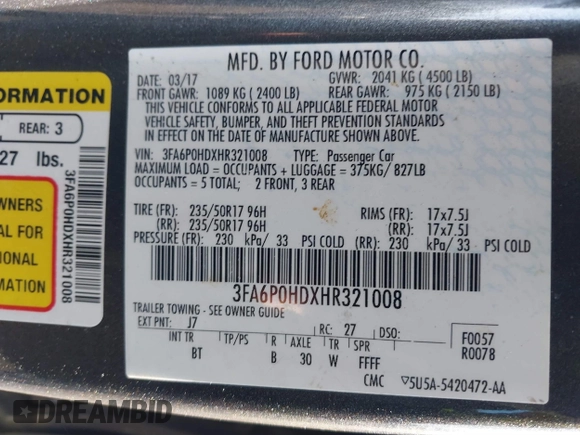 MFD. BY FORD MOTOR CO.
DATE: 03/17 GVWR: 2041 KG ( 4500 LB)
FRONT GAWR: 1089 KG ( 2400 LB) REAR GAWR: 975 KG ( 2150 LB)
THIS VEHICLE CONFORMS TO ALL APPLICABLE FEDERAL MOTOR
VEHICLE SAFETY, BUMPER, AND THEFT PREVENTION STANDARDS
IN EFFECT ON THE DATE OF MANUFACTURE SHOWN ABOVE.
VIN: 3FA6P0HDXHR321008 TYPE: Passenger Car
MAXIMUM LOAD = OCCUPANTS + LUGGAGE = 375KG/ 827LB
OCCUPANTS = 5 TOTAL; 2 FRONT, 3 REAR
TIRE (FR): 235/50R17 96H RIMS (FR): 17x7.5J
(RR): 235/50R17 96H (RR): 17x7.5J
PRESSURE (FR): 230 kPa/ 33 PSI COLD (RR): 230 kPa/ 33 PSI COLD
3FA6P0HDXHR321008
TRAILER TOWING - SEE OWNER GUIDE
EXT PNT: J7 RC: 27 DSO: F0057
INT TR TP/PS R AXLE TR SPR R0078
BT B 30 W FFFF
CMC ▽5U5A-5420472-AA
ORMATION
REAR: 3
27 lbs.
WNERS
AL FOR
TIONAL
MATION
3FA6P0HDXHR321008
DREAMBID